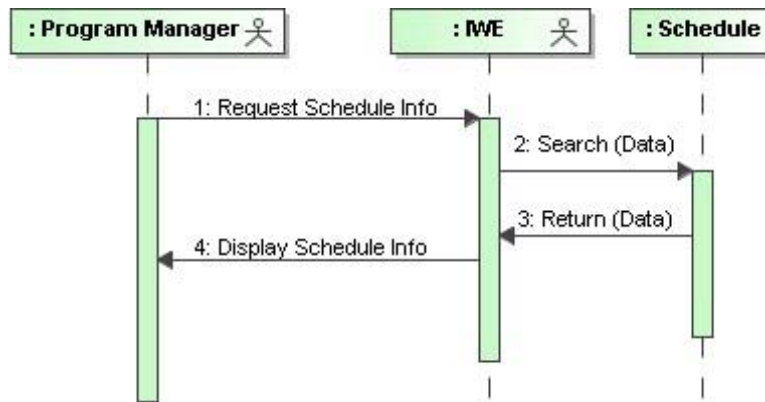 : Program Manager
: IWE
: Schedule
1: Request Schedule Info
2: Search (Data)
3: Return (Data)
4: Display Schedule Info